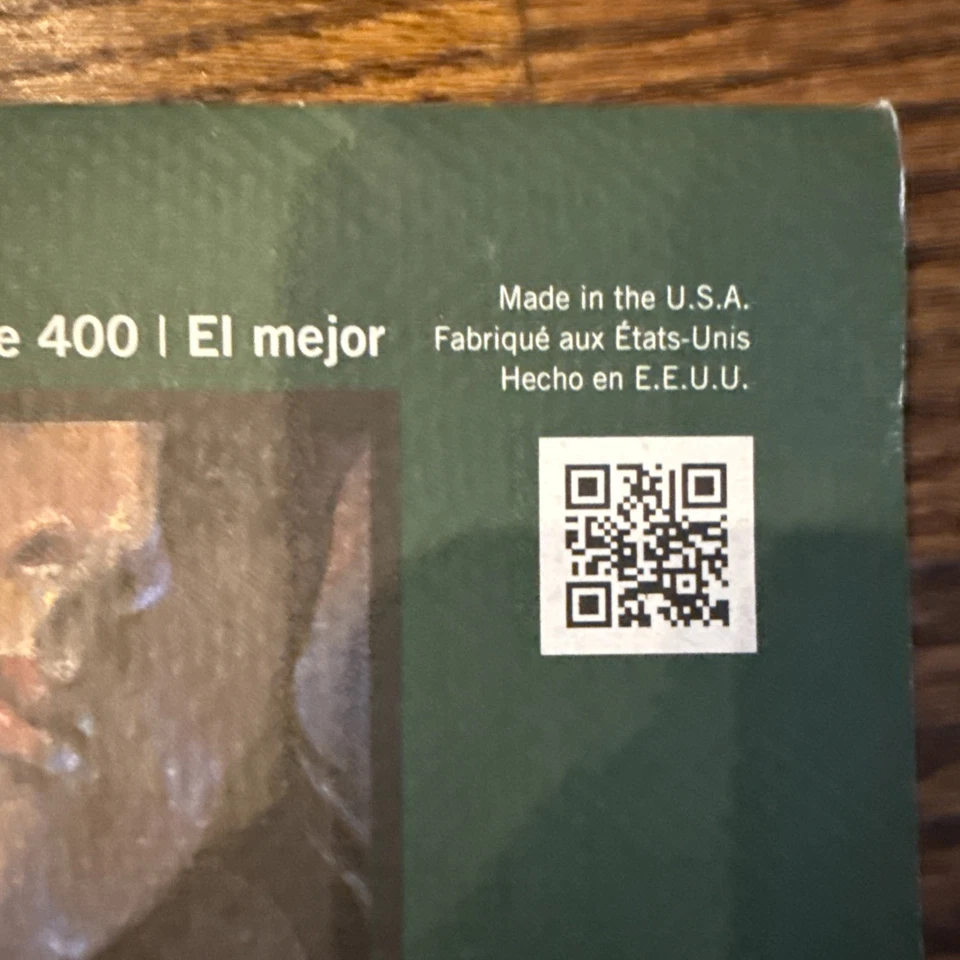 Made in the U.S.A.
e 400 | El mejor
Fabriqué aux États-Unis
Hecho en E.E.U.U.